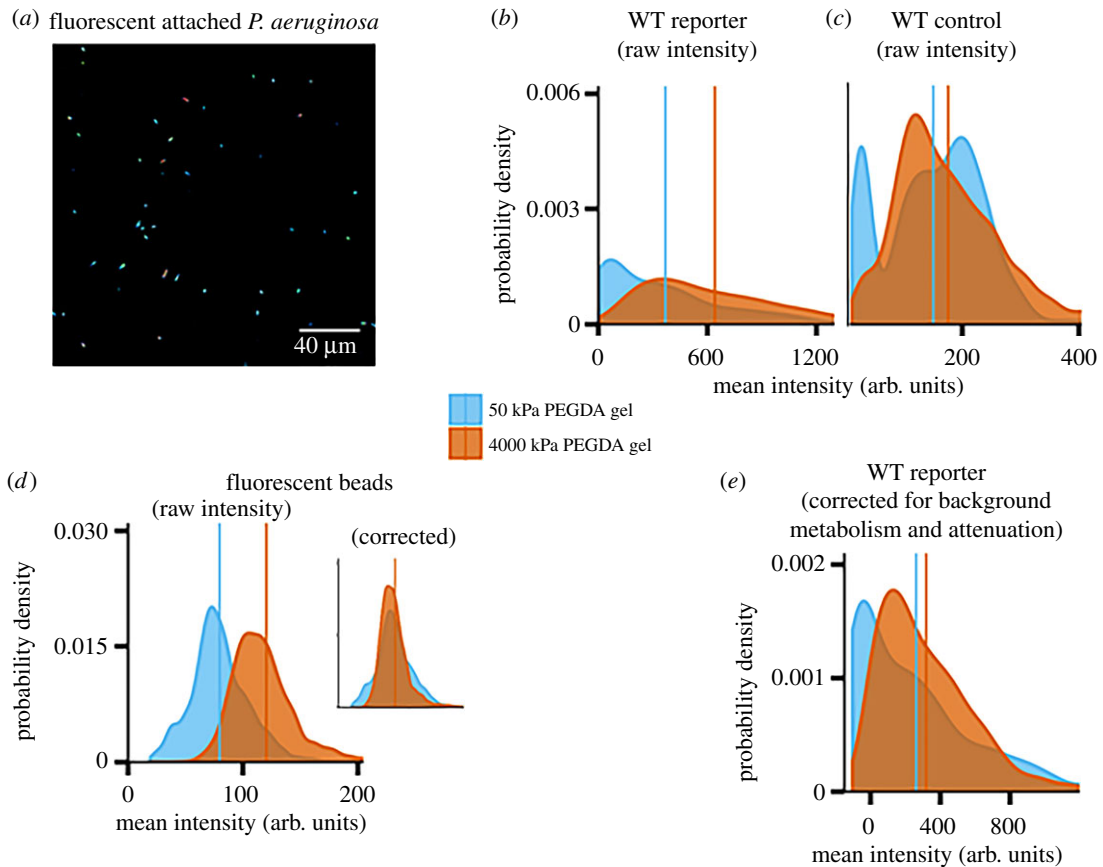 (a) fluorescent attached P. aeruginosa
40 µm
(b) WT reporter
(raw intensity)
0.006
0.003
0
probability density
0 600 1200
(c) WT control
(raw intensity)
200 400
mean intensity (arb. units)
50 kPa PEGDA gel
4000 kPa PEGDA gel
(d) fluorescent beads
(raw intensity)
(corrected)
0.030
0.015
0
probability density
0 100 200
mean intensity (arb. units)
(e) WT reporter
(corrected for background
metabolism and attenuation)
0.002
0.001
0
probability density
0 400 800
mean intensity (arb. units)